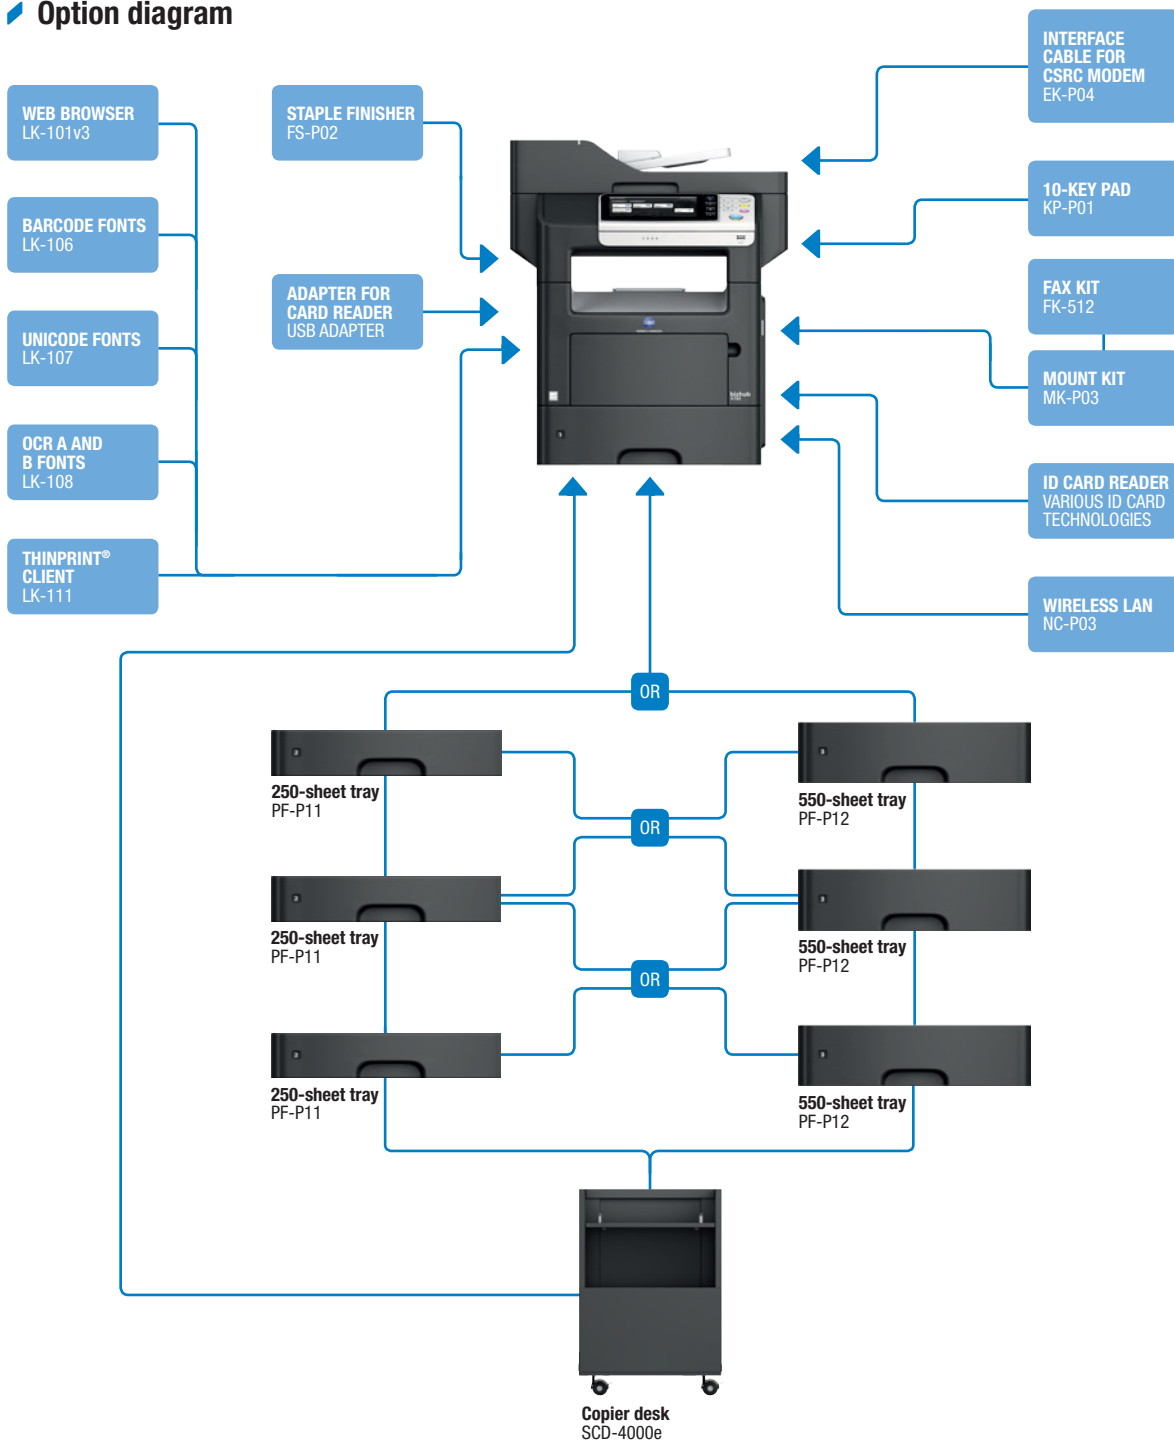 Option diagram
WEB BROWSER
LK-101v3
BARCODE FONTS
LK-106
UNICODE FONTS
LK-107
OCR A AND
B FONTS
LK-108
THINPRINT®
CLIENT
LK-111
STAPLE FINISHER
FS-P02
ADAPTER FOR
CARD READER
USB ADAPTER
bizhub
INTERFACE
CABLE FOR
CSRC MODEM
EK-P04
10-KEY PAD
KP-P01
FAX KIT
FK-512
MOUNT KIT
MK-P03
ID CARD READER
VARIOUS ID CARD
TECHNOLOGIES
WIRELESS LAN
NC-P03
OR
250-sheet tray
PF-P11
550-sheet tray
PF-P12
OR
250-sheet tray
PF-P11
550-sheet tray
PF-P12
OR
250-sheet tray
PF-P11
550-sheet tray
PF-P12
Copier desk
SCD-4000e